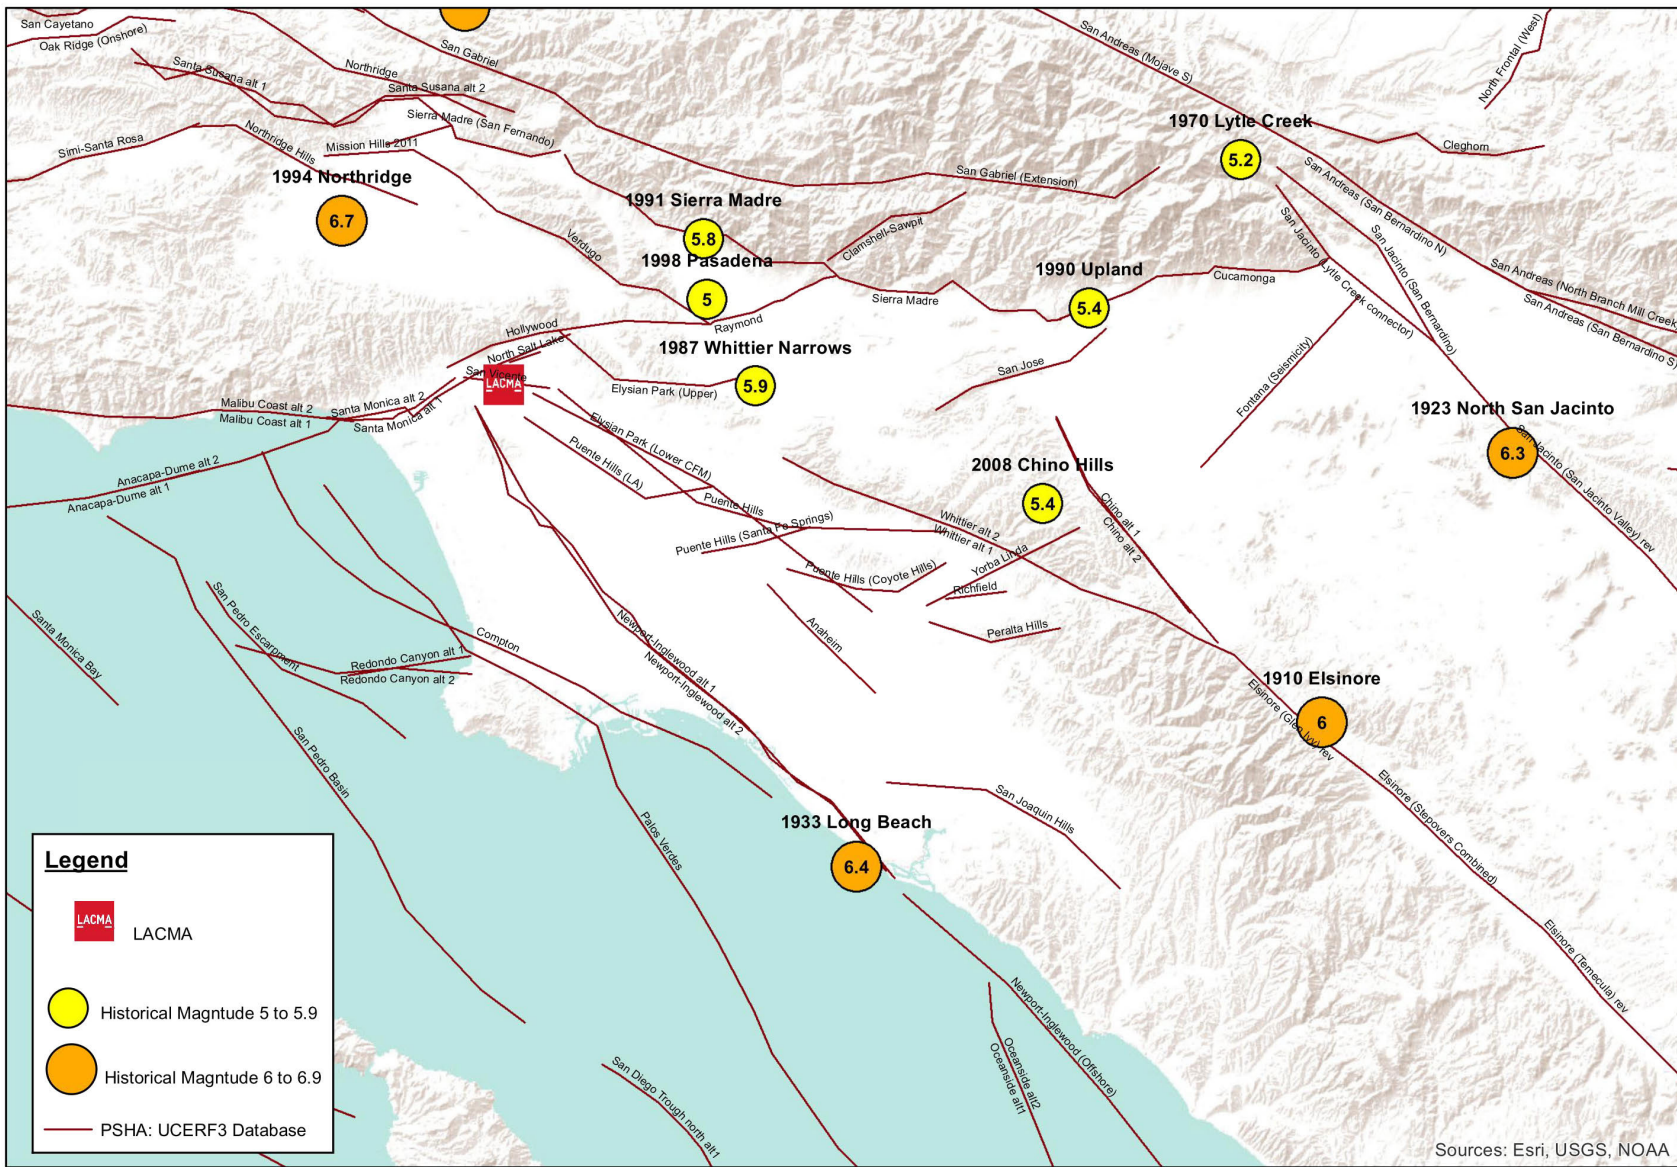 San Cayetano
Oak Ridge (Onshore)
San Gabriel
San Andreas (Mojave S)
North Frontal (West)
Santa Susana alt 1
Northridge
Santa Susana alt 2
Sierra Madre (San Fernando)
1970 Lytle Creek
5.2
Cleghorn
Simi-Santa Rosa
Northridge Hills
Mission Hills 2011
1994 Northridge
6.7
San Gabriel (Extension)
San Andreas (San Bernardino N)
1991 Sierra Madre
5.8
Clamshell-Sawpit
San Jacinto (Lytle Creek connector)
San Jacinto (San Bernardino)
Verdugo
1998 Pasadena
5
1990 Upland
5.4
Cucamonga
San Andreas (North Branch Mill Creek
San Andreas (San Bernardino S)
Sierra Madre
Hollywood
Raymond
North Salt Lake
1987 Whittier Narrows
5.9
San Vicente
LACMA
Elysian Park (Upper)
San Jose
Fontana (Seismicity)
Malibu Coast alt 2
Malibu Coast alt 1
Santa Monica alt 2
Santa Monica alt 1
1923 North San Jacinto
6.3
San Jacinto (San Jacinto Valley) rev
Elysian Park (Lower CFM)
Puente Hills (LA)
Anacapa-Dume alt 2
Anacapa-Dume alt 1
2008 Chino Hills
5.4
Chino alt 1
Chino alt 2
Puente Hills
Puente Hills (Santa Fe Springs)
Whittier alt 2
Whittier alt 1
Yorba Linda
Puente Hills (Coyote Hills)
Richfield
Peralta Hills
Anaheim
Santa Monica Bay
San Pedro Escarpment
Redondo Canyon alt 1
Redondo Canyon alt 2
Compton
Newport-Inglewood alt 1
Newport-Inglewood alt 2
1910 Elsinore
6
Elsinore (Glen Ivy) rev
San Pedro Basin
Palos Verdes
San Joaquin Hills
1933 Long Beach
6.4
Elsinore (Stepovers Combined)
Elsinore (Temecula) rev
Newport-Inglewood (Offshore)
Oceanside alt2
Oceanside alt1
San Diego Trough north alt1
Legend
LACMA
LACMA
Historical Magntude 5 to 5.9
Historical Magntude 6 to 6.9
PSHA: UCERF3 Database
Sources: Esri, USGS, NOAA